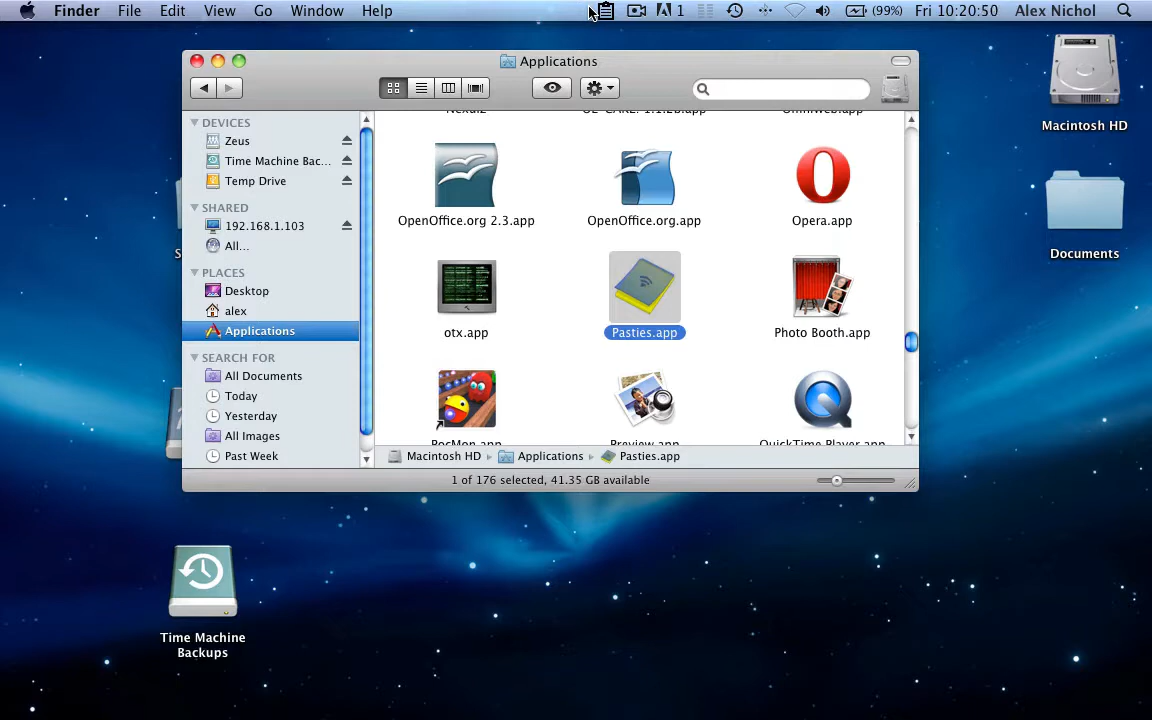 Finder File Edit View Go Window Help 1 (99%) Fri 10:20:50 Alex Nichol
Applications
DEVICES
Zeus
Time Machine Bac...
Temp Drive
SHARED
192.168.1.103
All...
PLACES
Desktop
alex
Applications
SEARCH FOR
All Documents
Today
Yesterday
All Images
Past Week
OpenOffice.org 2.3.app OpenOffice.org.app Opera.app
otx.app Pasties.app Photo Booth.app
PocMon.app Preview.app QuickTime Player.app
Macintosh HD Applications Pasties.app
1 of 176 selected, 41.35 GB available
Macintosh HD
Documents
Time Machine
Backups